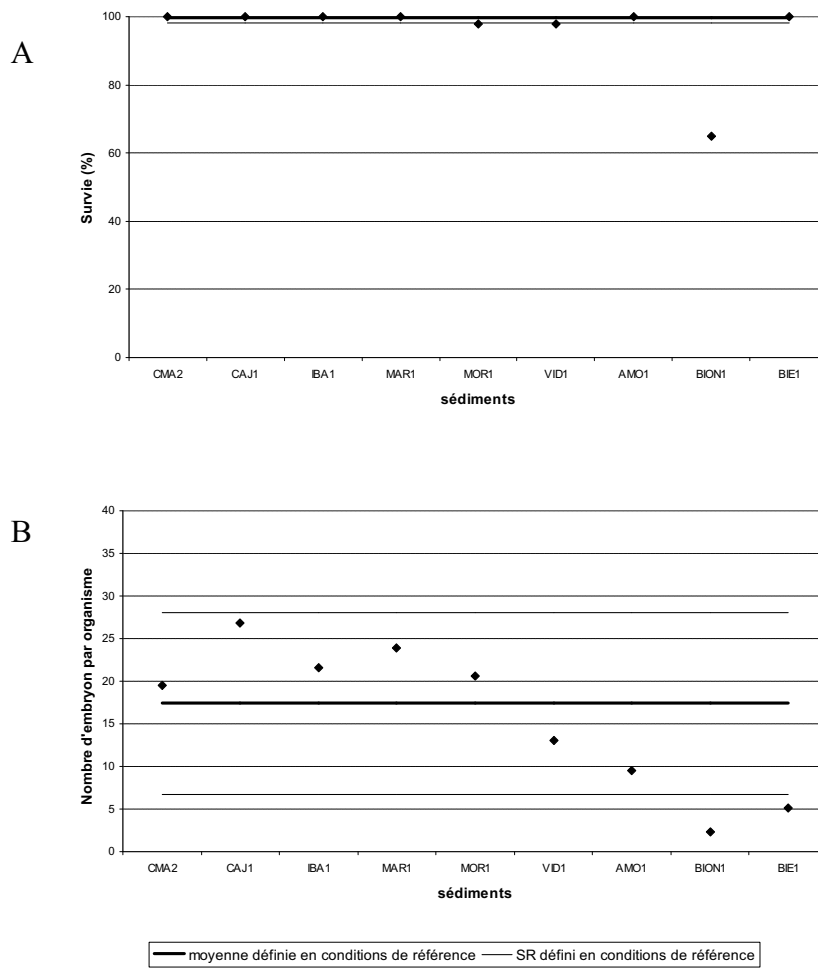 A
Survie (%)
100
80
60
40
20
0
CMA2 CAJ1 IBA1 MAR1 MOR1 VID1 AMO1 BION1 BIE1
sédiments
B
Nombre d'embryon par organisme
40
35
30
25
20
15
10
5
0
CMA2 CAJ1 IBA1 MAR1 MOR1 VID1 AMO1 BION1 BIE1
sédiments
moyenne définie en conditions de référence SR défini en conditions de référence